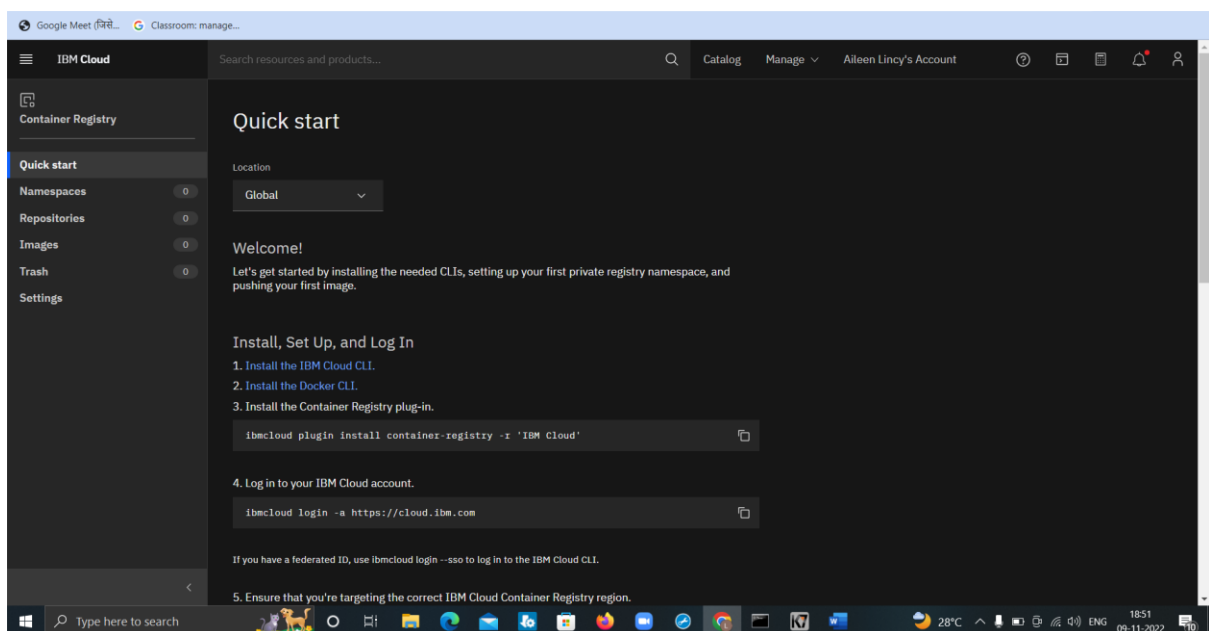 Google Meet (जिसे... Classroom: manage...
IBM Cloud Search resources and products... Catalog Manage Aileen Lincy's Account
Container Registry
Quick start
Namespaces 0
Repositories 0
Images 0
Trash 0
Settings
Quick start
Location
Global
Welcome!
Let's get started by installing the needed CLIs, setting up your first private registry namespace, and
pushing your first image.
Install, Set Up, and Log In
1. Install the IBM Cloud CLI.
2. Install the Docker CLI.
3. Install the Container Registry plug-in.
ibmcloud plugin install container-registry -r 'IBM Cloud'
4. Log in to your IBM Cloud account.
ibmcloud login -a https://cloud.ibm.com
If you have a federated ID, use ibmcloud login --sso to log in to the IBM Cloud CLI.
5. Ensure that you're targeting the correct IBM Cloud Container Registry region.
Type here to search 28°C ENG 18:51
09-11-2022